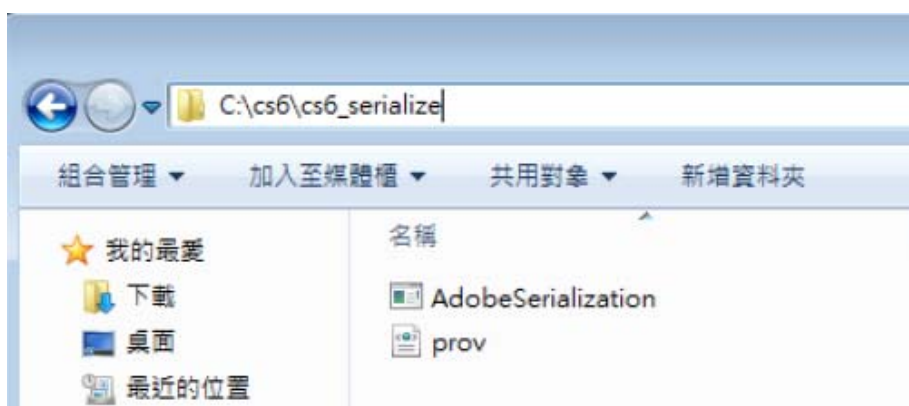 C:\cs6\cs6_serialize
組合管理 加入至媒體櫃 共用對象 新增資料夾
我的最愛
下載
桌面
最近的位置
名稱
AdobeSerialization
prov